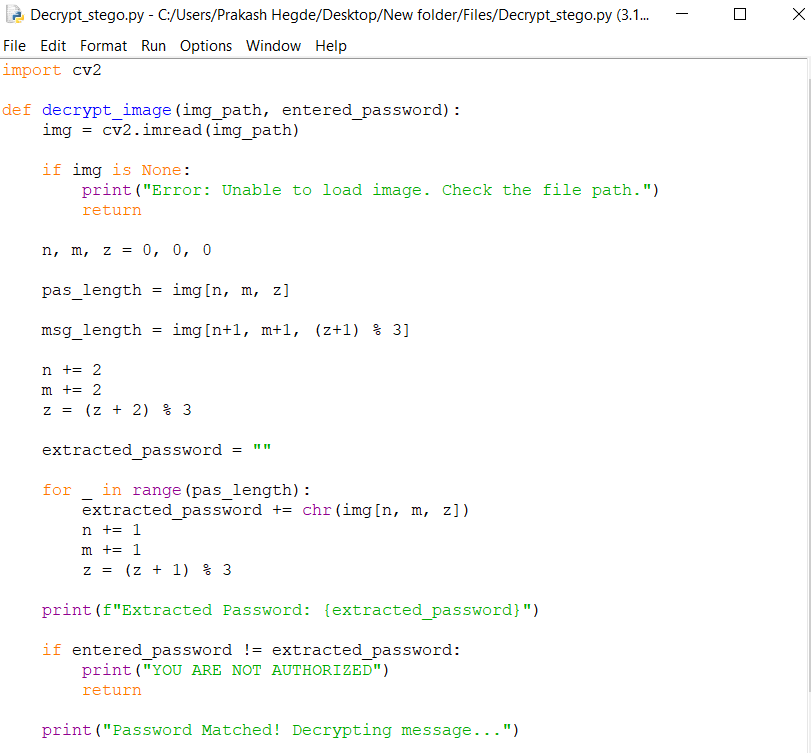 Decrypt_stego.py - C:/Users/Prakash Hegde/Desktop/New folder/Files/Decrypt_stego.py (3.1...
File Edit Format Run Options Window Help
import cv2

def decrypt_image(img_path, entered_password):
    img = cv2.imread(img_path)

    if img is None:
        print("Error: Unable to load image. Check the file path.")
        return

    n, m, z = 0, 0, 0

    pas_length = img[n, m, z]

    msg_length = img[n+1, m+1, (z+1) % 3]

    n += 2
    m += 2
    z = (z + 2) % 3

    extracted_password = ""

    for _ in range(pas_length):
        extracted_password += chr(img[n, m, z])
        n += 1
        m += 1
        z = (z + 1) % 3

    print(f"Extracted Password: {extracted_password}")

    if entered_password != extracted_password:
        print("YOU ARE NOT AUTHORIZED")
        return

    print("Password Matched! Decrypting message...")